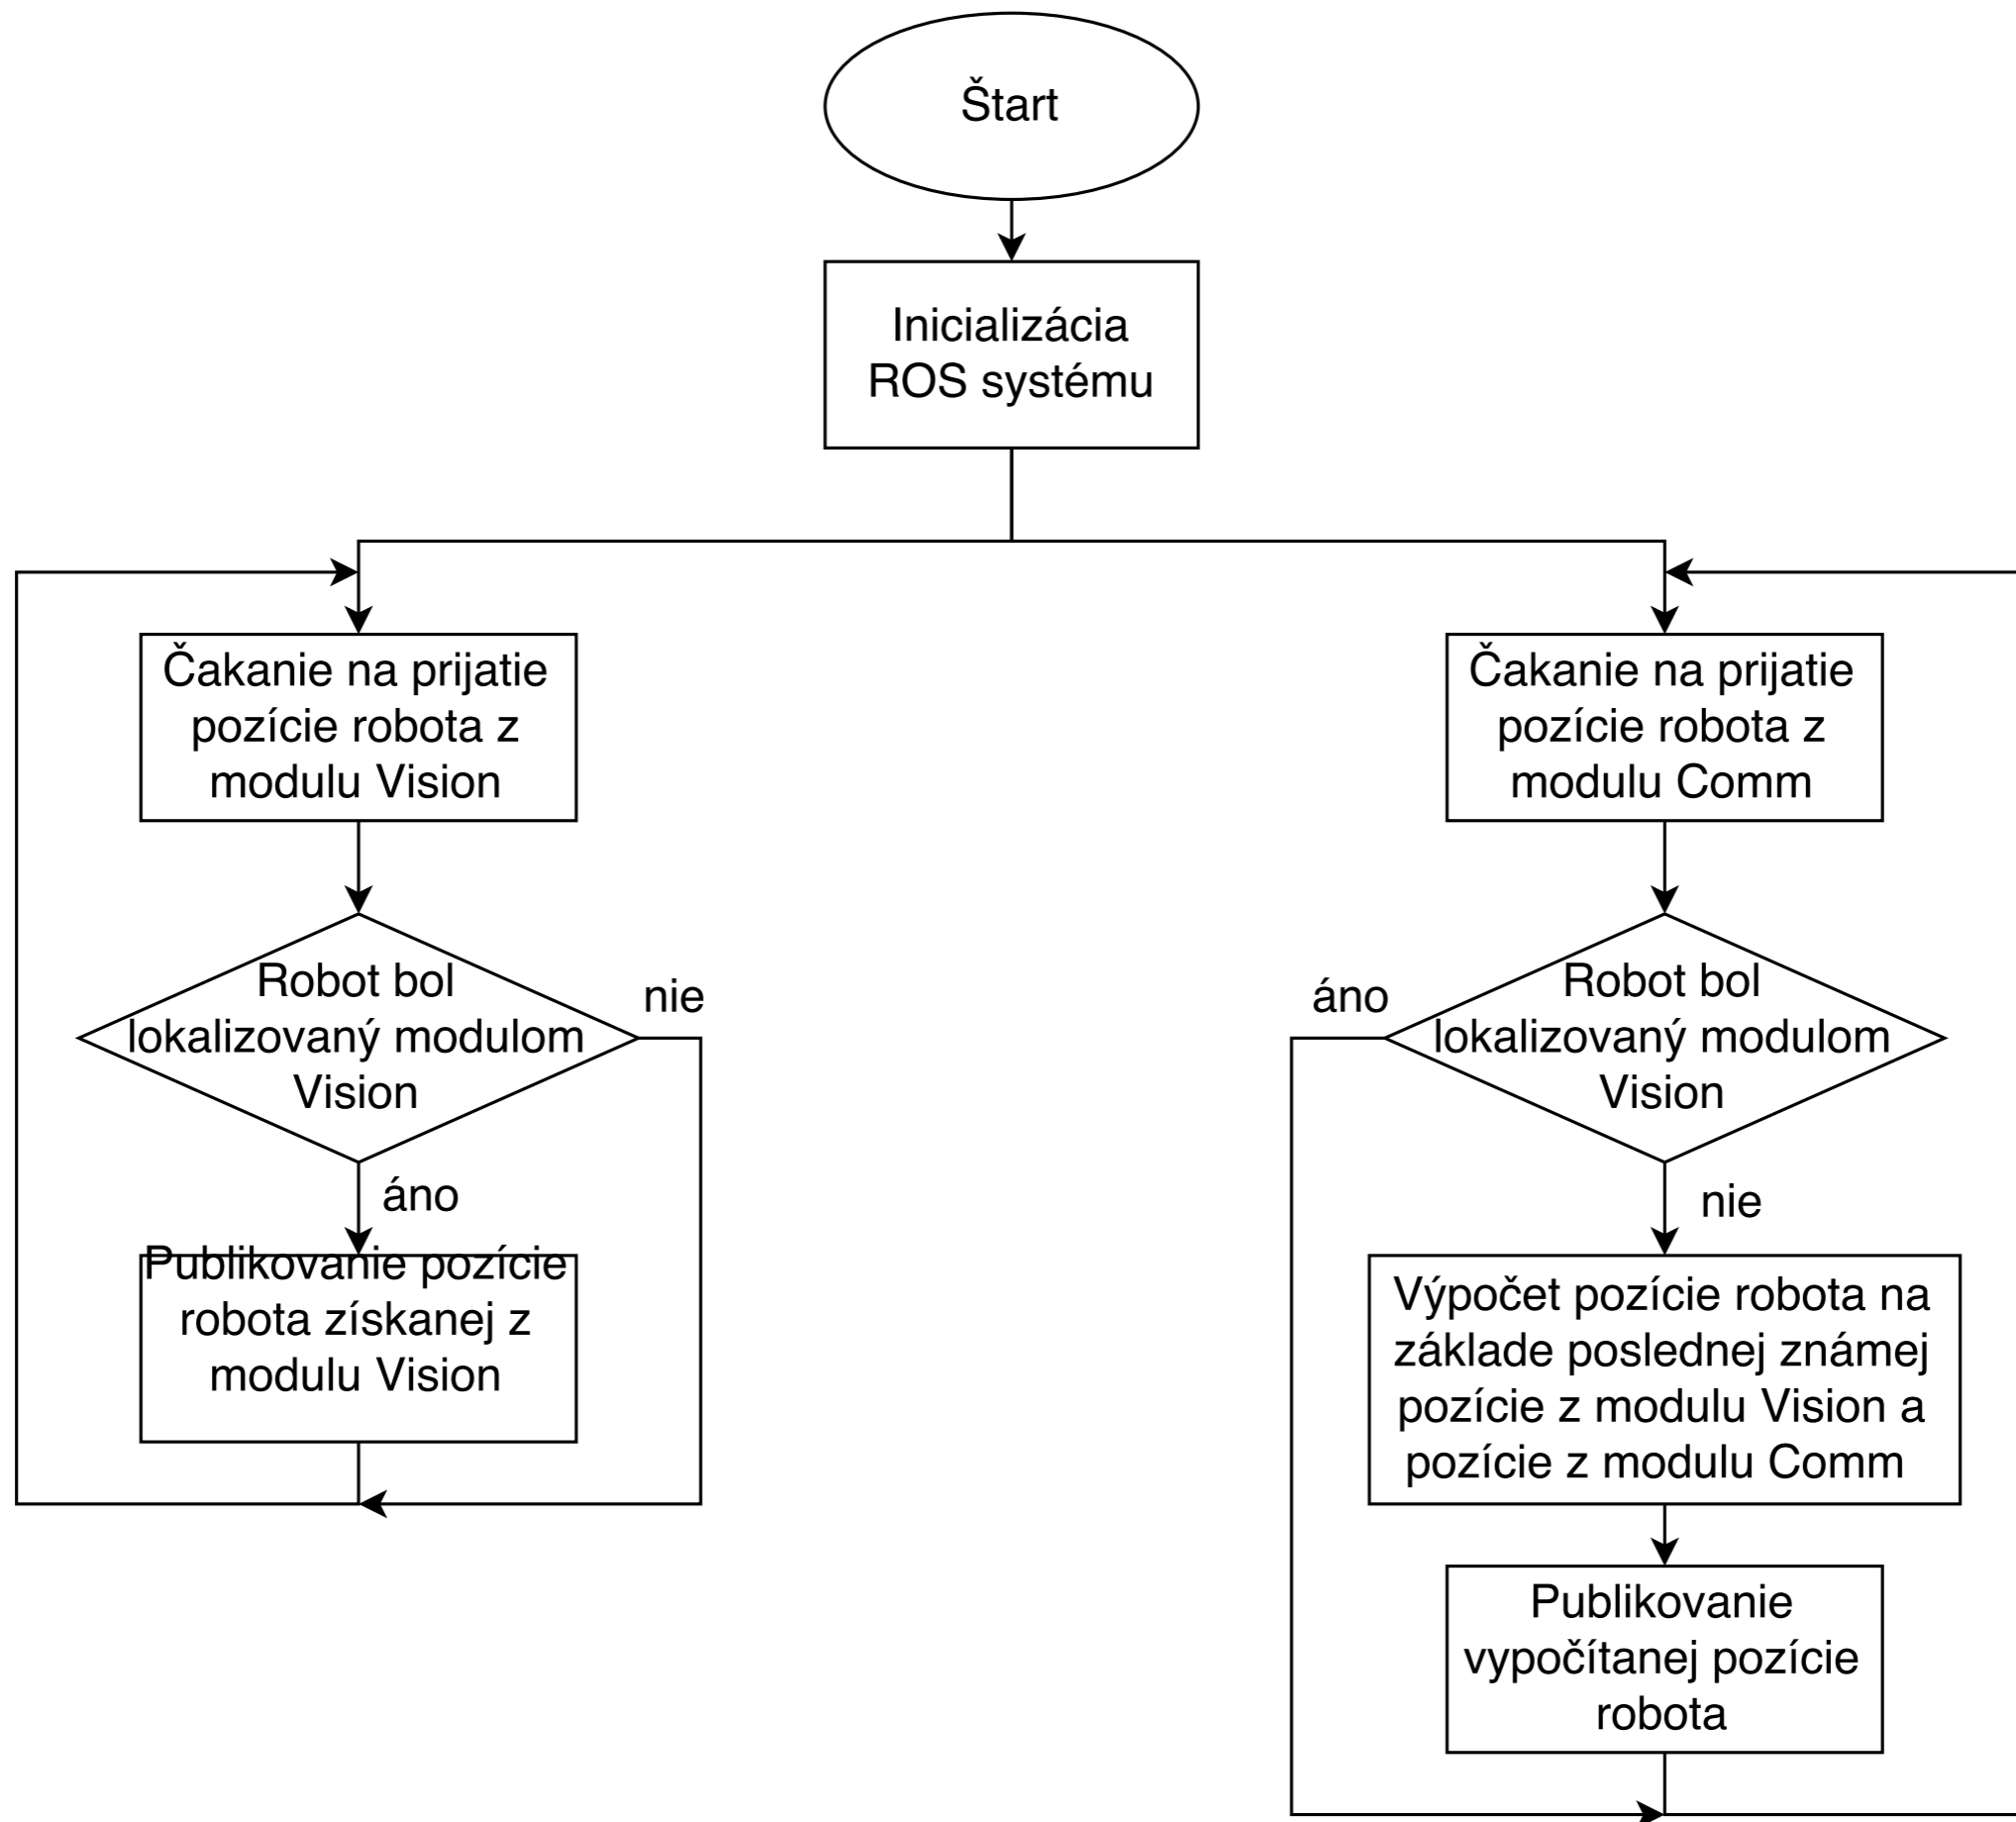 Štart
Inicializácia
ROS systému
Čakanie na prijatie
pozície robota z
modulu Vision
Robot bol
lokalizovaný modulom
Vision
nie
áno
Publikovanie pozície
robota získanej z
modulu Vision
Čakanie na prijatie
pozície robota z
modulu Comm
áno
Robot bol
lokalizovaný modulom
Vision
nie
Výpočet pozície robota na
základe poslednej známej
pozície z modulu Vision a
pozície z modulu Comm
Publikovanie
vypočítanej pozície
robota